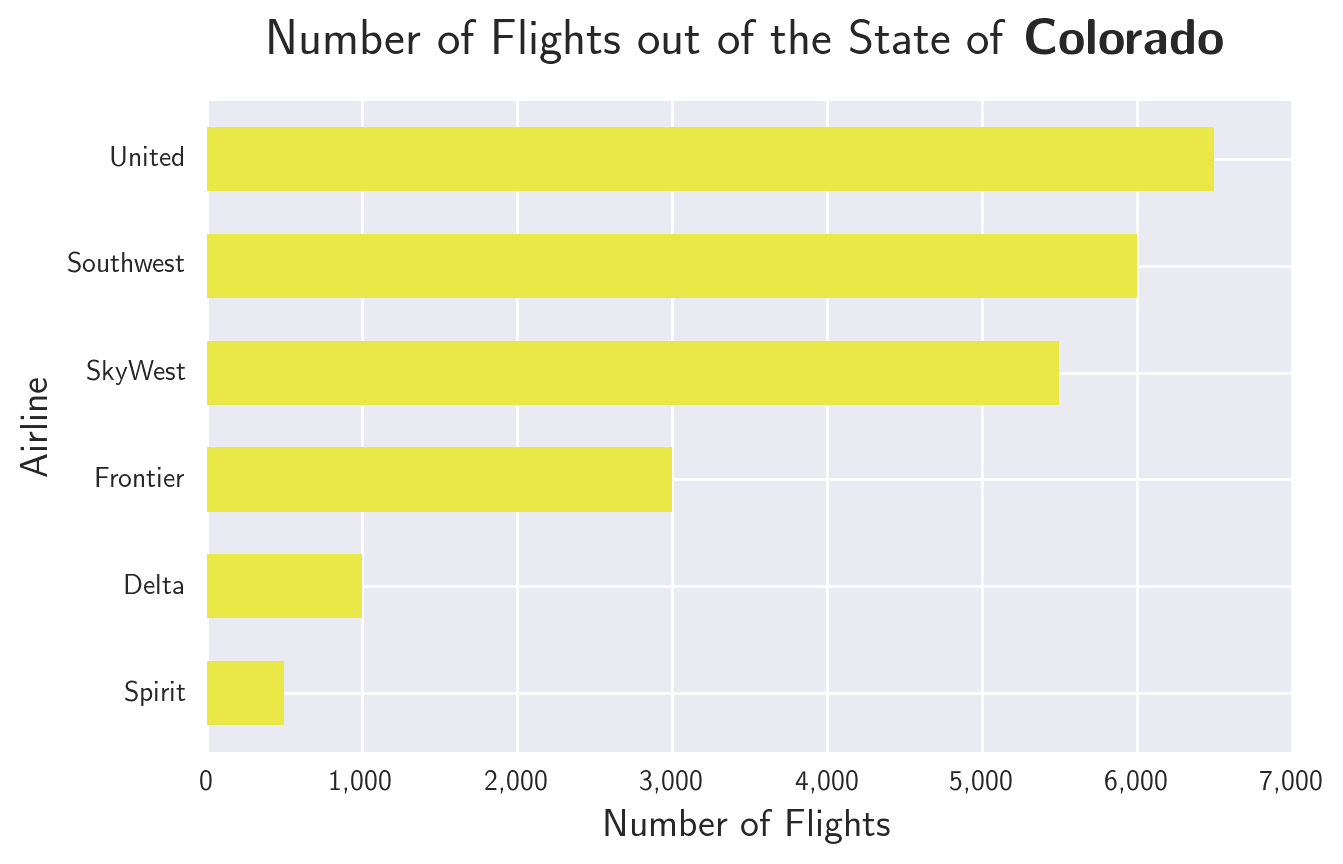 Number of Flights out of the State of Colorado
United
Southwest
SkyWest
Frontier
Delta
Spirit
Airline
0 1,000 2,000 3,000 4,000 5,000 6,000 7,000
Number of Flights